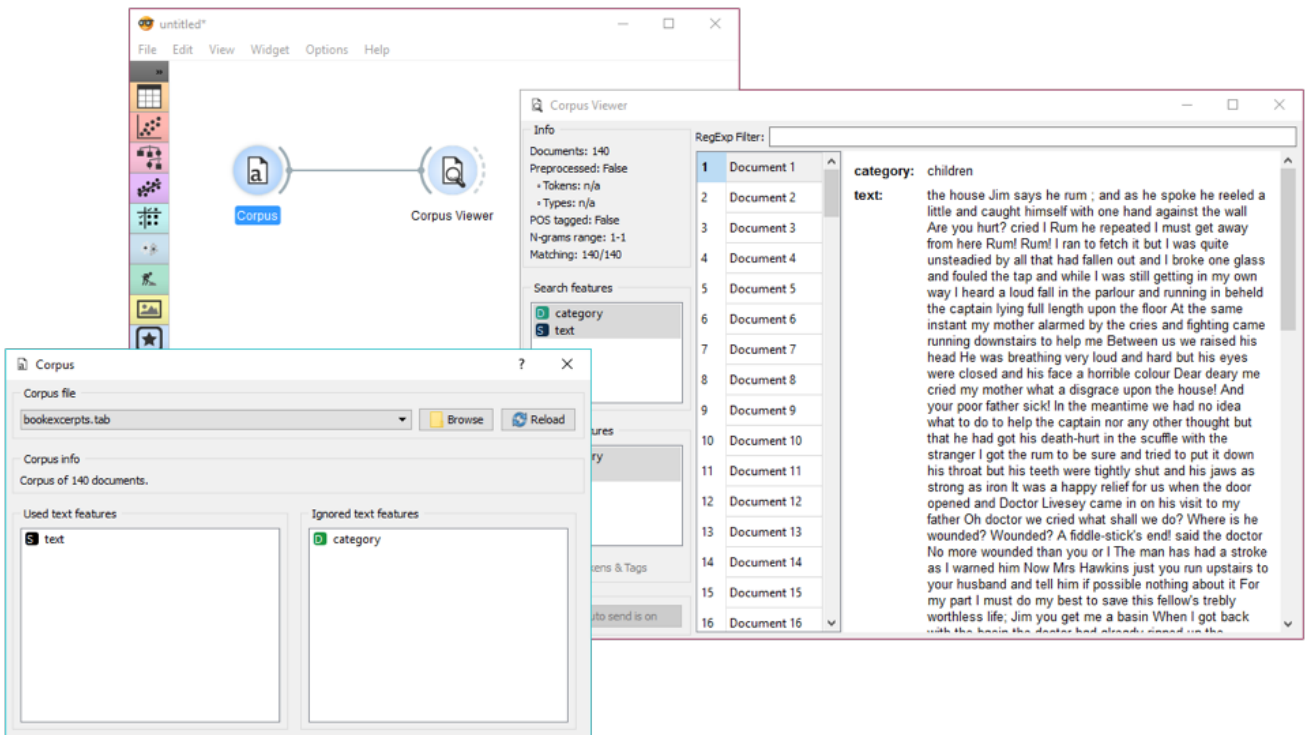 untitled*
File Edit View Widget Options Help
»
Corpus
Corpus Viewer
Corpus Viewer
Info
Documents: 140
Preprocessed: False
◦ Tokens: n/a
◦ Types: n/a
POS tagged: False
N-grams range: 1-1
Matching: 140/140
Search features
D category
S text
ures
ry
kens & Tags
uto send is on
RegExp Filter:
1 Document 1
2 Document 2
3 Document 3
4 Document 4
5 Document 5
6 Document 6
7 Document 7
8 Document 8
9 Document 9
10 Document 10
11 Document 11
12 Document 12
13 Document 13
14 Document 14
15 Document 15
16 Document 16
category: children
text: the house Jim says he rum ; and as he spoke he reeled a
little and caught himself with one hand against the wall
Are you hurt? cried I Rum he repeated I must get away
from here Rum! Rum! I ran to fetch it but I was quite
unsteadied by all that had fallen out and I broke one glass
and fouled the tap and while I was still getting in my own
way I heard a loud fall in the parlour and running in beheld
the captain lying full length upon the floor At the same
instant my mother alarmed by the cries and fighting came
running downstairs to help me Between us we raised his
head He was breathing very loud and hard but his eyes
were closed and his face a horrible colour Dear deary me
cried my mother what a disgrace upon the house! And
your poor father sick! In the meantime we had no idea
what to do to help the captain nor any other thought but
that he had got his death-hurt in the scuffle with the
stranger I got the rum to be sure and tried to put it down
his throat but his teeth were tightly shut and his jaws as
strong as iron It was a happy relief for us when the door
opened and Doctor Livesey came in on his visit to my
father Oh doctor we cried what shall we do? Where is he
wounded? Wounded? A fiddle-stick's end! said the doctor
No more wounded than you or I The man has had a stroke
as I warned him Now Mrs Hawkins just you run upstairs to
your husband and tell him if possible nothing about it For
my part I must do my best to save this fellow's trebly
worthless life; Jim you get me a basin When I got back
with the basin the doctor had already ripped up the
a Corpus
?
Corpus file
bookexcerpts.tab
Browse
Reload
Corpus info
Corpus of 140 documents.
Used text features
S text
Ignored text features
D category